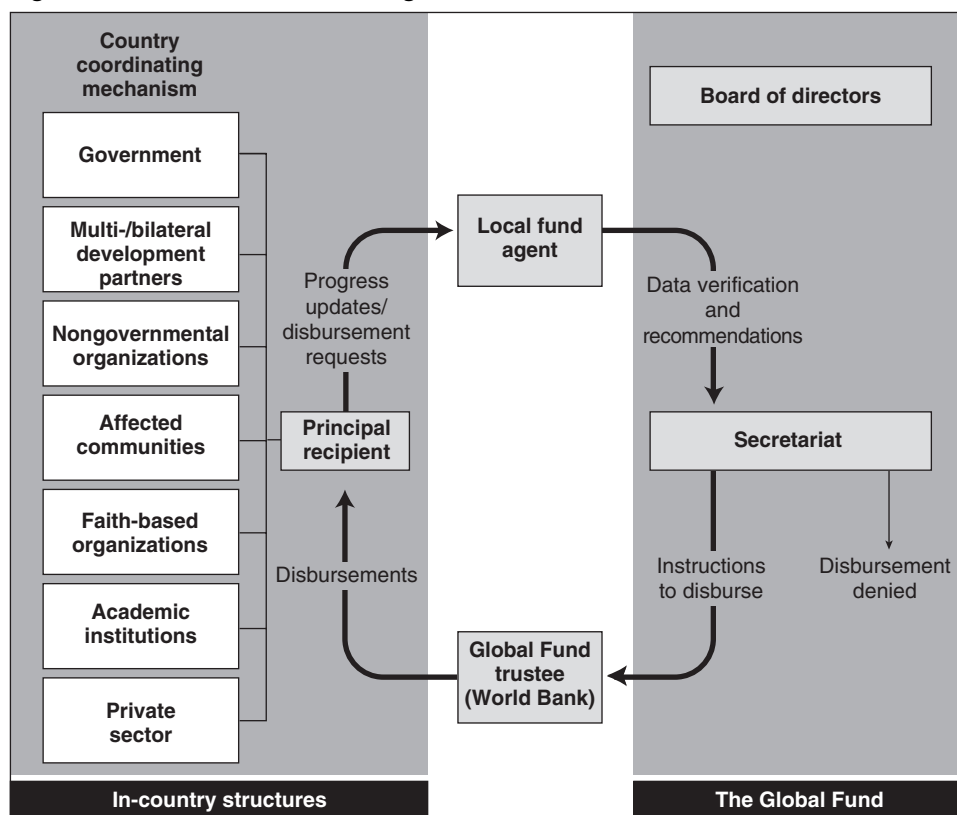 Country
coordinating
mechanism
Government
Multi-/bilateral
development
partners
Nongovernmental
organizations
Affected
communities
Faith-based
organizations
Academic
institutions
Private
sector
Progress
updates/
disbursement
requests
Principal
recipient
Disbursements
Local fund
agent
Global Fund
trustee
(World Bank)
Board of directors
Data verification
and
recommendations
Secretariat
Instructions
to disburse
Disbursement
denied
In-country structures
The Global Fund